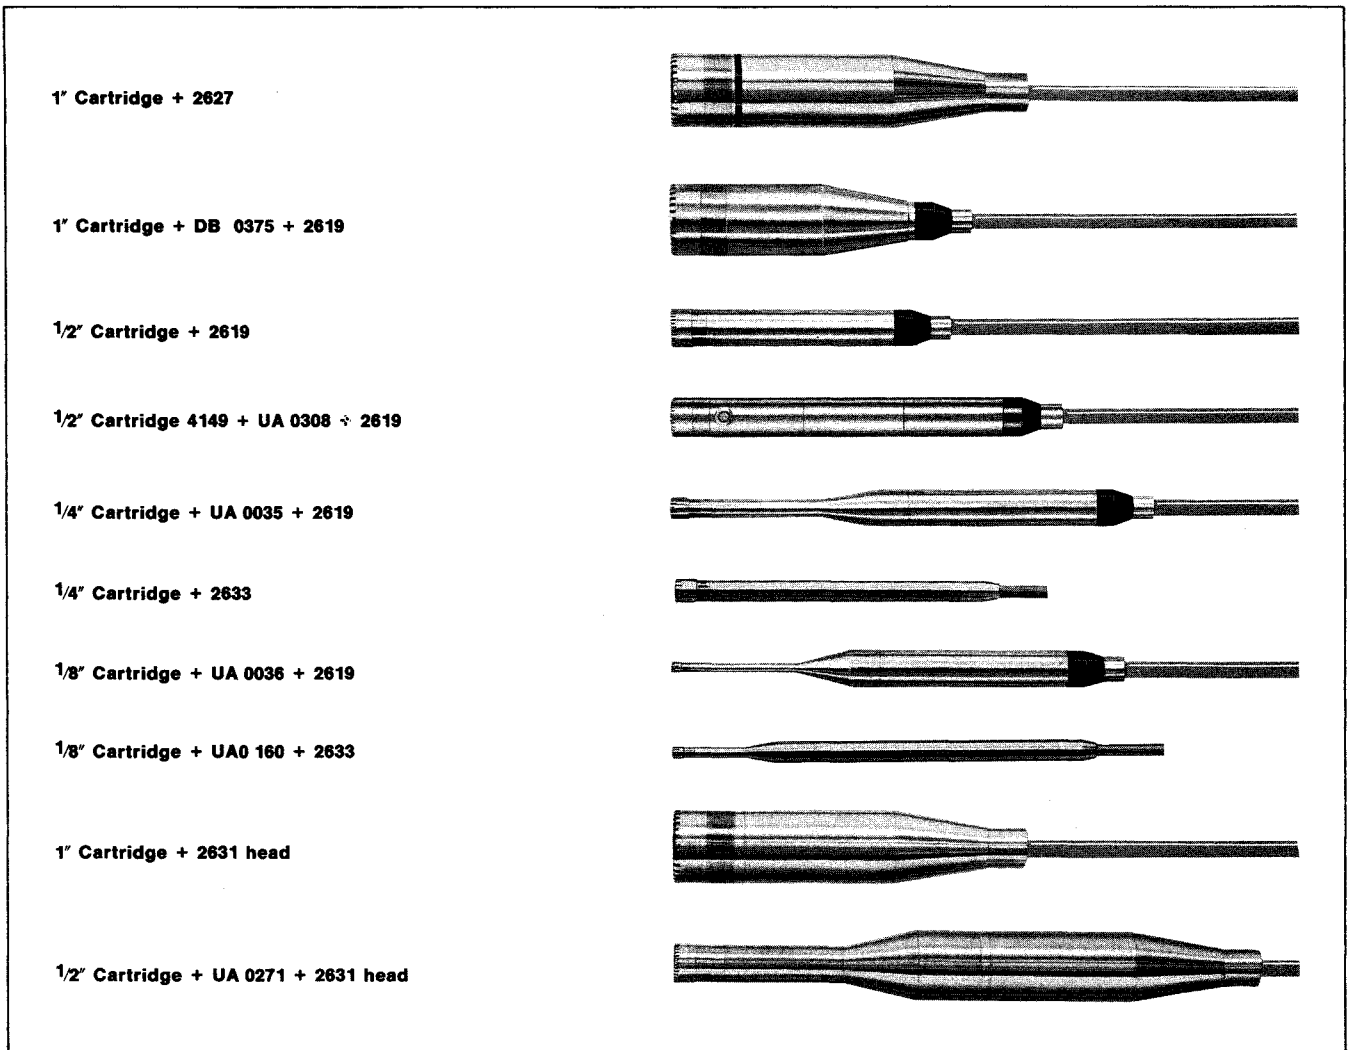 1″ Cartridge + 2627
1″ Cartridge + DB 0375 + 2619
1/2″ Cartridge + 2619
1/2″ Cartridge 4149 + UA 0308 + 2619
1/4″ Cartridge + UA 0035 + 2619
1/4″ Cartridge + 2633
1/8″ Cartridge + UA 0036 + 2619
1/8″ Cartridge + UA0 160 + 2633
1″ Cartridge + 2631 head
1/2″ Cartridge + UA 0271 + 2631 head